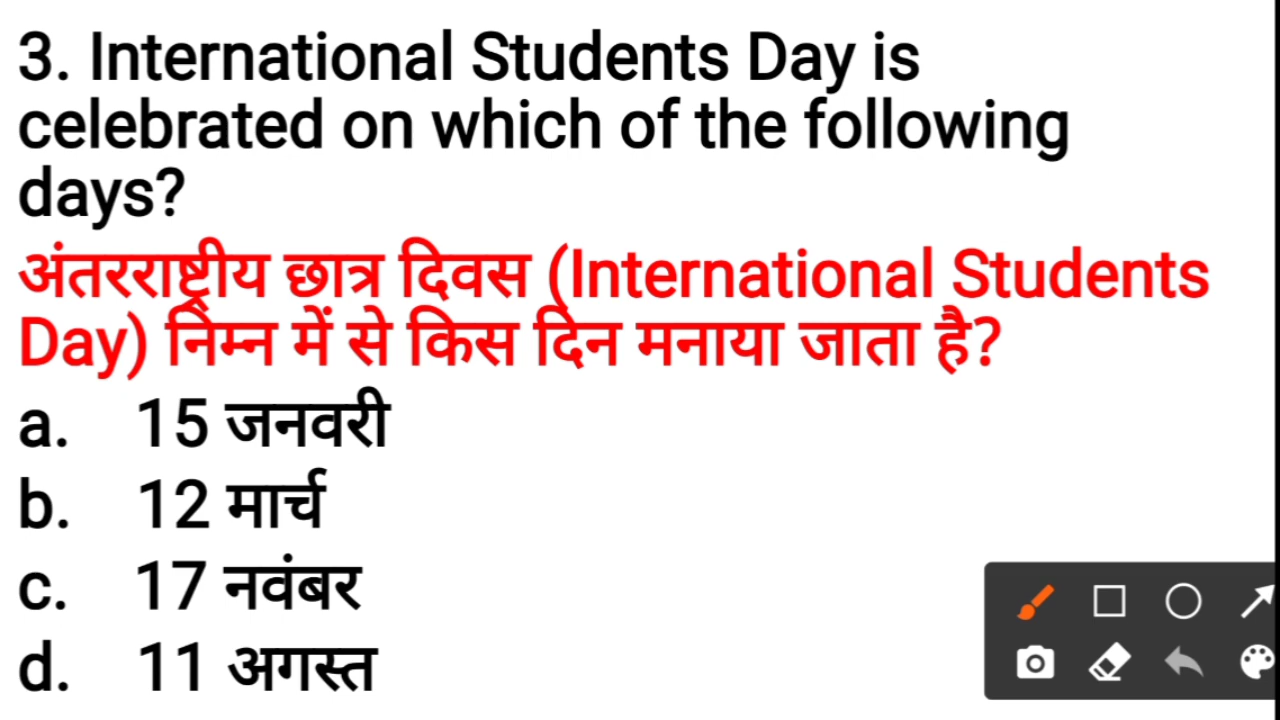 3. International Students Day is
celebrated on which of the following
days?
अंतरराष्ट्रीय छात्र दिवस (International Students
Day) निम्न में से किस दिन मनाया जाता है?
a. 15 जनवरी
b. 12 मार्च
c. 17 नवंबर
d. 11 अगस्त